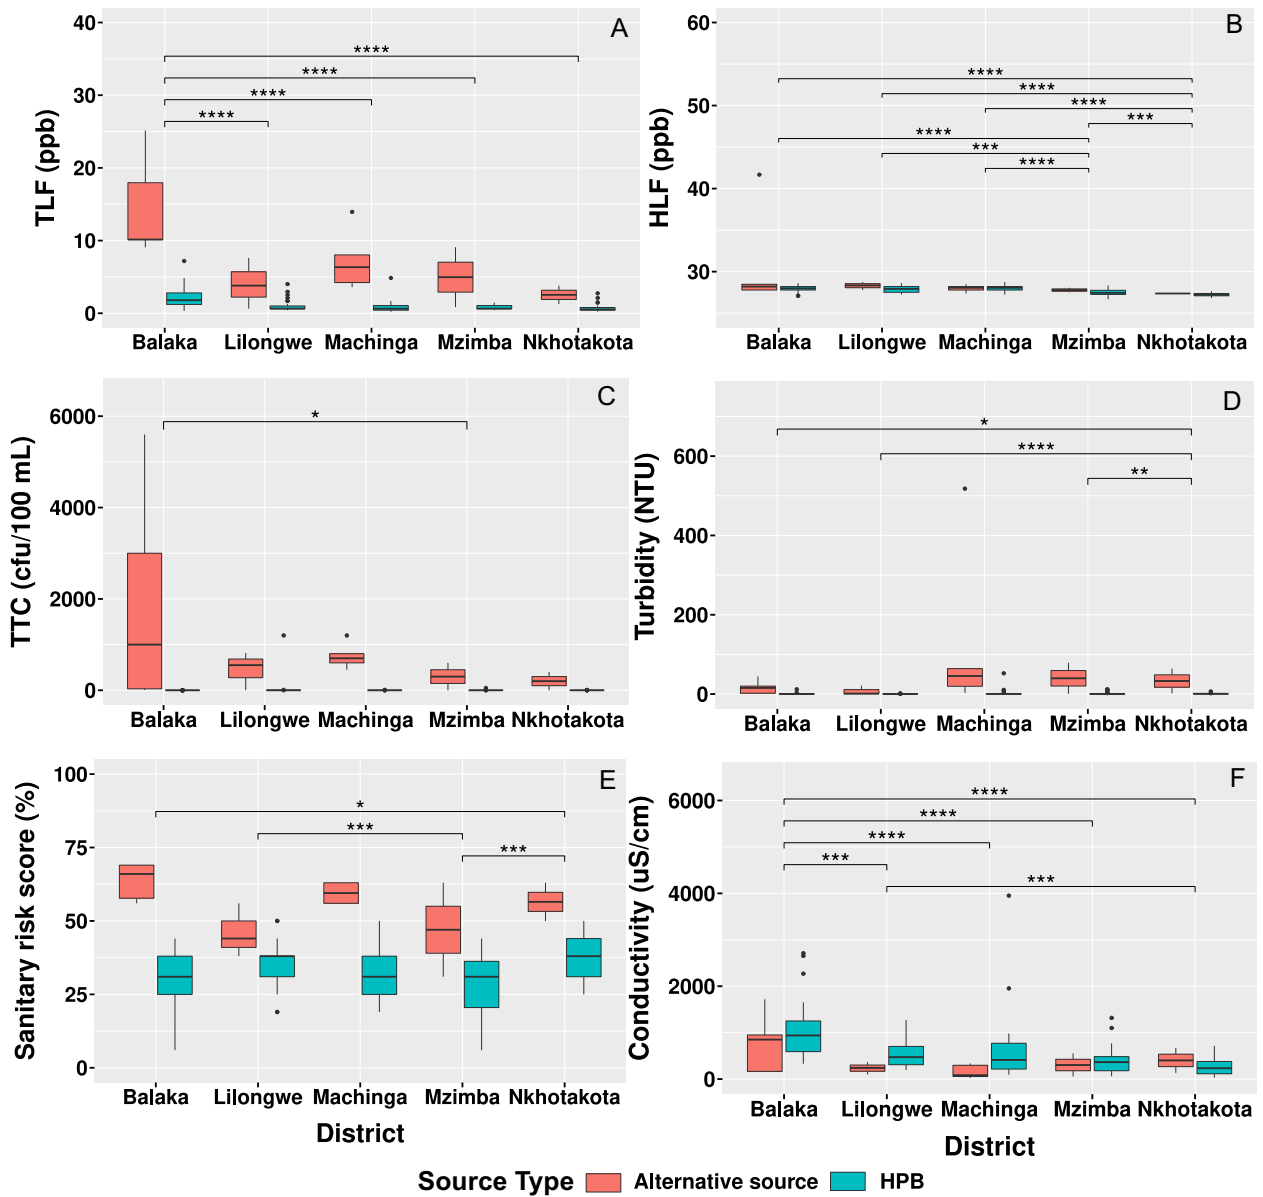 A
TLF (ppb)
40
30
20
10
0
****
****
****
****
Balaka Lilongwe Machinga Mzimba Nkhotakota
B
HLF (ppb)
60
50
40
30
****
****
****
***
****
***
****
Balaka Lilongwe Machinga Mzimba Nkhotakota
C
TTC (cfu/100 mL)
6000
4000
2000
0
*
Balaka Lilongwe Machinga Mzimba Nkhotakota
D
Turbidity (NTU)
600
400
200
0
*
****
**
Balaka Lilongwe Machinga Mzimba Nkhotakota
E
Sanitary risk score (%)
100
75
50
25
0
*
***
***
Balaka Lilongwe Machinga Mzimba Nkhotakota
District
F
Conductivity (uS/cm)
6000
4000
2000
0
****
****
****
***
***
Balaka Lilongwe Machinga Mzimba Nkhotakota
District
Source Type Alternative source HPB